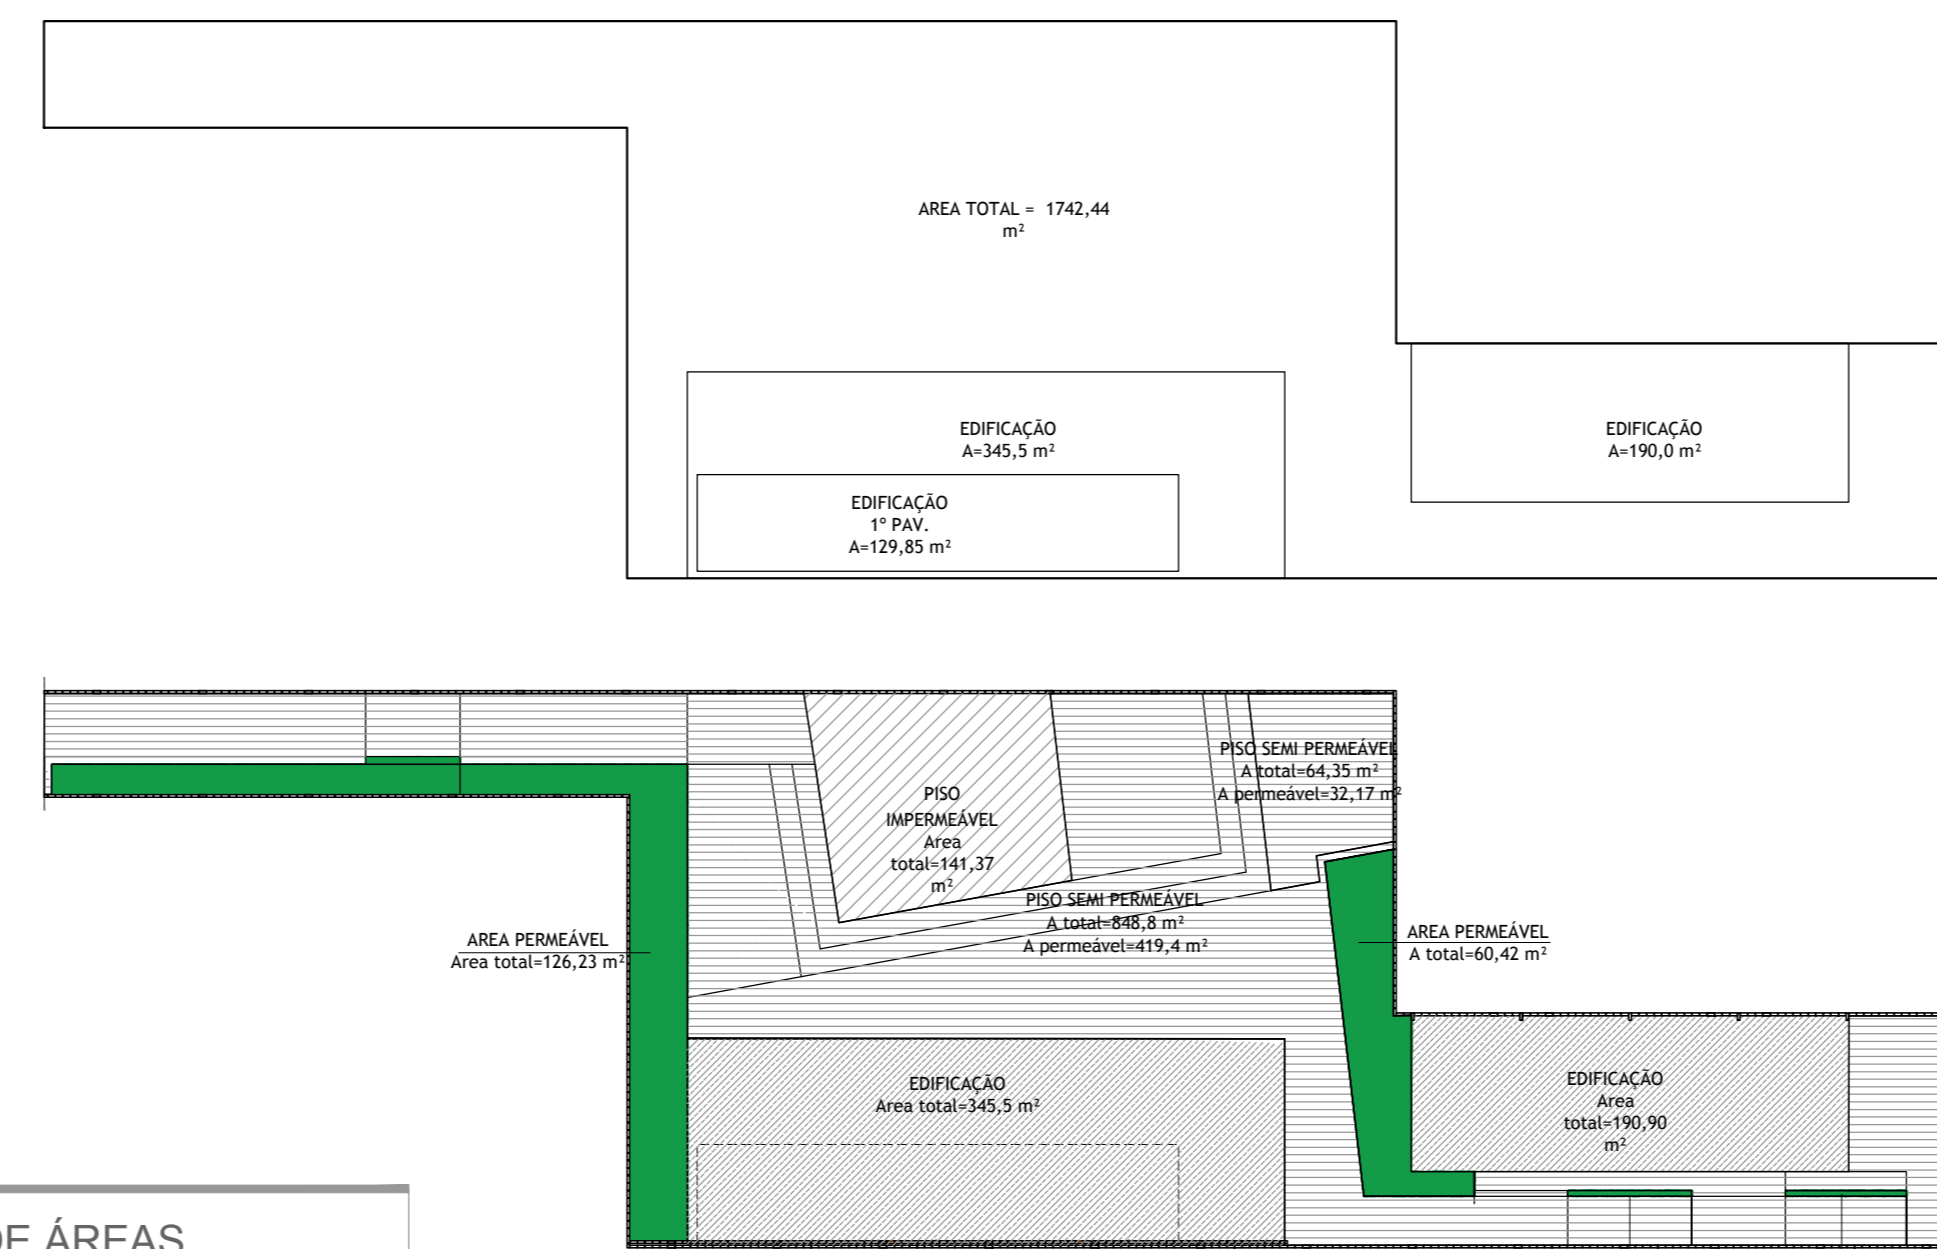 AREA TOTAL = 1742,44
m²
EDIFICAÇÃO
A=345,5 m²
EDIFICAÇÃO
A=190,0 m²
EDIFICAÇÃO
1º PAV.
A=129,85 m²
PISO SEMI PERMEÁVEL
A total=64,35 m²
A permeável=32,17 m²
PISO
IMPERMEÁVEL
Area
total=141,37
m²
PISO SEMI PERMEÁVEL
A total=848,8 m²
A permeável=419,4 m²
AREA PERMEÁVEL
Area total=126,23 m²
AREA PERMEÁVEL
A total=60,42 m²
EDIFICAÇÃO
Area total=345,5 m²
EDIFICAÇÃO
Area
total=190,90
m²
DE ÁREAS